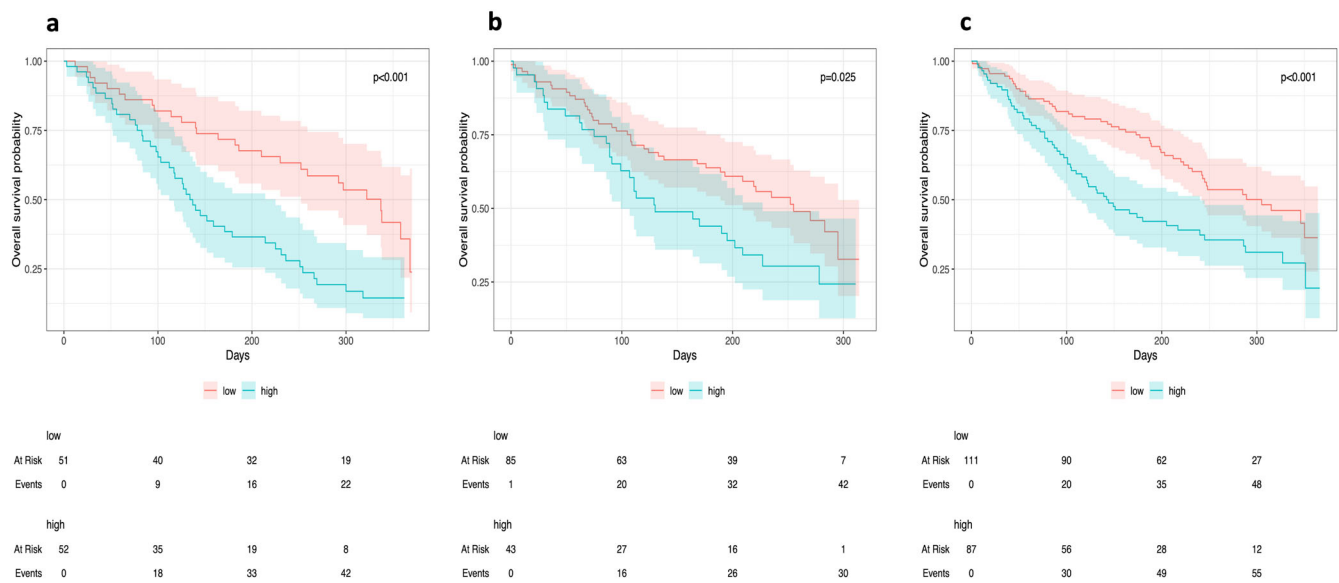 a
Overall survival probability
1.00
0.75
0.50
0.25
p<0.001
0 100 200 300
Days
low high
low
At Risk 51 40 32 19
Events 0 9 16 22
high
At Risk 52 35 19 8
Events 0 18 33 42
b
Overall survival probability
1.00
0.75
0.50
0.25
p=0.025
0 100 200 300
Days
low high
low
At Risk 85 63 39 7
Events 1 20 32 42
high
At Risk 43 27 16 1
Events 0 16 26 30
c
Overall survival probability
1.00
0.75
0.50
0.25
p<0.001
0 100 200 300
Days
low high
low
At Risk 111 90 62 27
Events 0 20 35 48
high
At Risk 87 56 28 12
Events 0 30 49 55